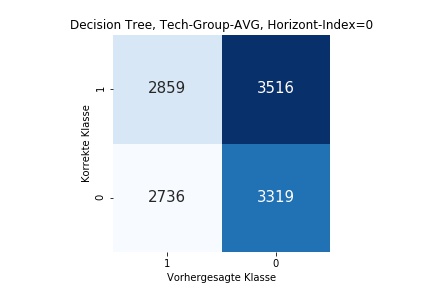 Decision Tree, Tech-Group-AVG, Horizont-Index=0
Korrekte Klasse
1
2859 3516
0
2736 3319
1 0
Vorhergesagte Klasse